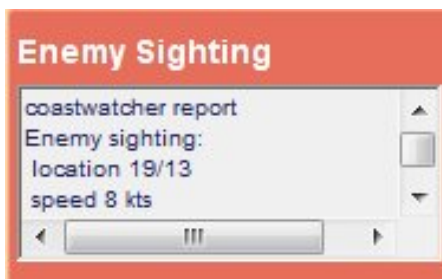 Enemy Sighting
coastwatcher report
Enemy sighting:
location 19/13
speed 8 kts